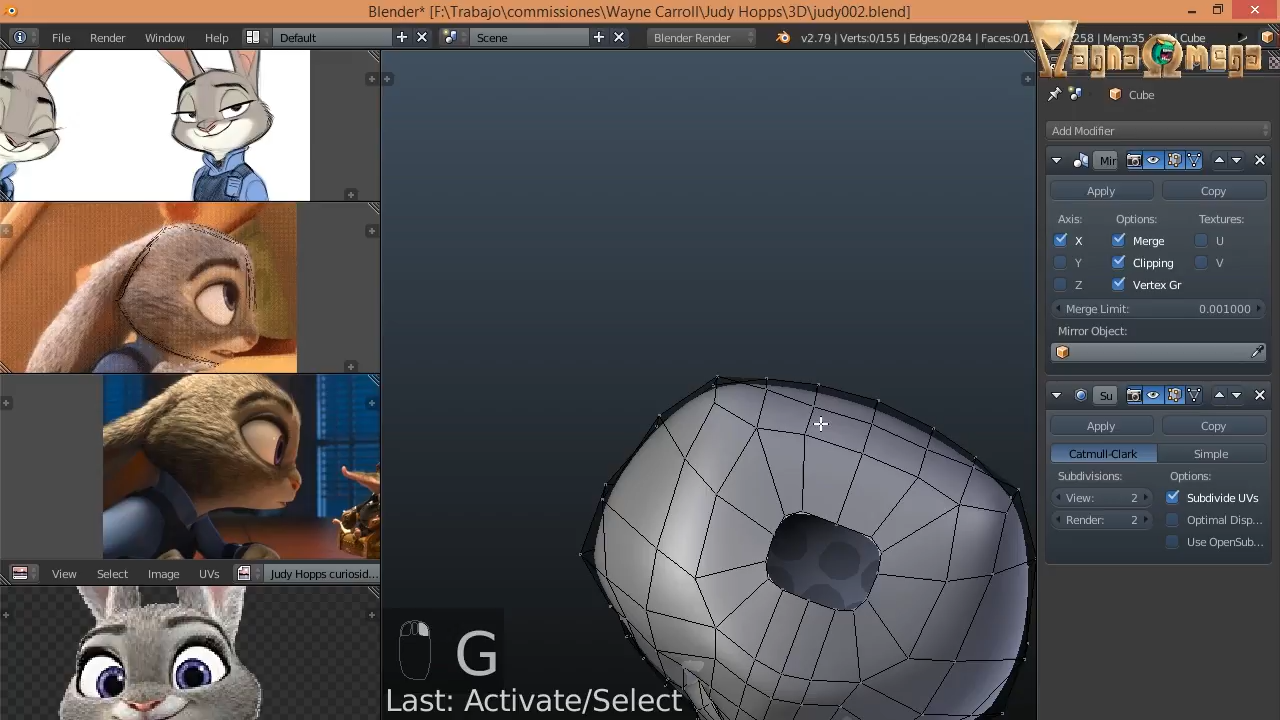 Blender* [F:\Trabajo\commissiones\Wayne Carroll\Judy Hopps\3D\judy002.blend]
File Render Window Help Default Scene Blender Render v2.79 | Verts:0/155 | Edges:0/284 | Faces:0/1
258 | Mem:35. Cube
Magna Omega
Cube
Add Modifier
Mir
Apply Copy
Axis: Options: Textures:
X Merge U
Y Clipping V
Z Vertex Gr
Merge Limit: 0.001000
Mirror Object:
Su
Apply Copy
Catmull-Clark Simple
Subdivisions: Options:
View: 2 Subdivide UVs
Render: 2 Optimal Disp...
Use OpenSub...
View Select Image UVs Judy Hopps curiosid...
G
Last: Activate/Select